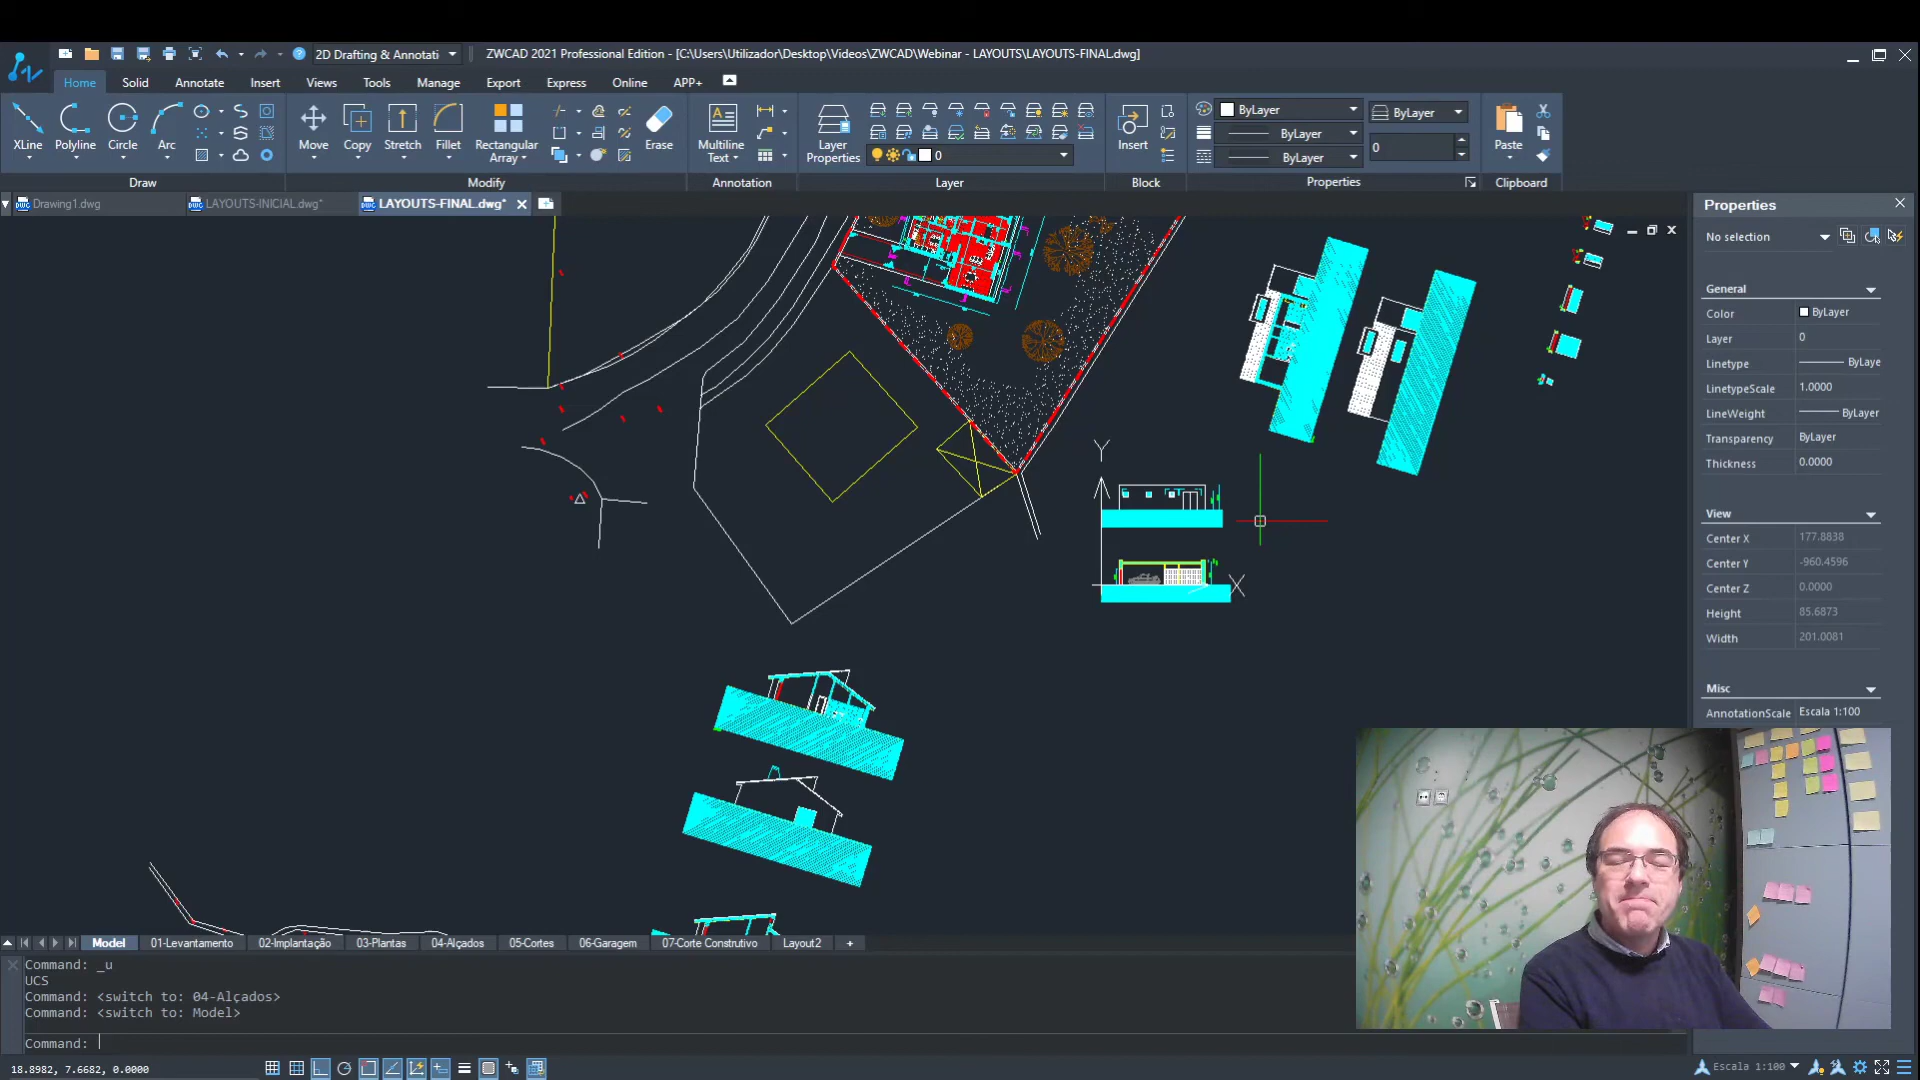 2D Drafting & Annotati
ZWCAD 2021 Professional Edition - [C:\Users\Utilizador\Desktop\Videos\ZWCAD\Webinar - LAYOUTS\LAYOUTS-FINAL.dwg]
Home Solid Annotate Insert Views Tools Manage Export Express Online APP+
XLine Polyline Circle Arc
Move Copy Stretch Fillet Rectangular Array Erase
Multiline Text
Layer Properties
0
Insert
ByLayer
ByLayer
ByLayer
ByLayer
0
Paste
Draw Modify Annotation Layer Block Properties Clipboard
Drawing1.dwg LAYOUTS-INICIAL.dwg* LAYOUTS-FINAL.dwg*
Y
X
Properties
No selection
General
Color ByLayer
Layer 0
Linetype ByLaye
LinetypeScale 1.0000
LineWeight ByLayer
Transparency ByLayer
Thickness 0.0000
View
Center X 177.8838
Center Y -960.4596
Center Z 0.0000
Height 85.6873
Width 201.0081
Misc
AnnotationScale Escala 1:100
Model 01-Levantamento 02-Implantação 03-Plantas 04-Alçados 05-Cortes 06-Garagem 07-Corte Construtivo Layout2 +
Command: _u
UCS
Command: <switch to: 04-Alçados>
Command: <switch to: Model>
Command:
18.8982, 7.6682, 0.0000
Escala 1:100